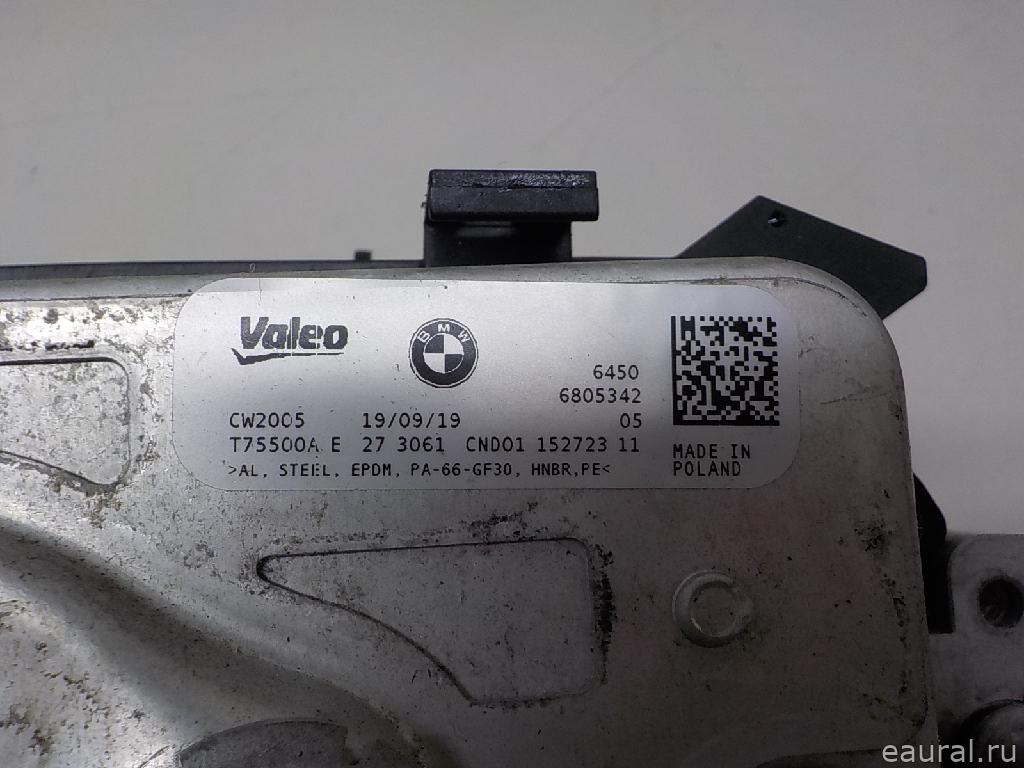 Valeo
BMW
6450
6805342
CW2005 19/09/19 05
T75500A E 27 3061 CND01 152723 11
>AL, STEEL, EPDM, PA-66-GF30, HNBR,PE<
MADE IN
POLAND
eaural.ru